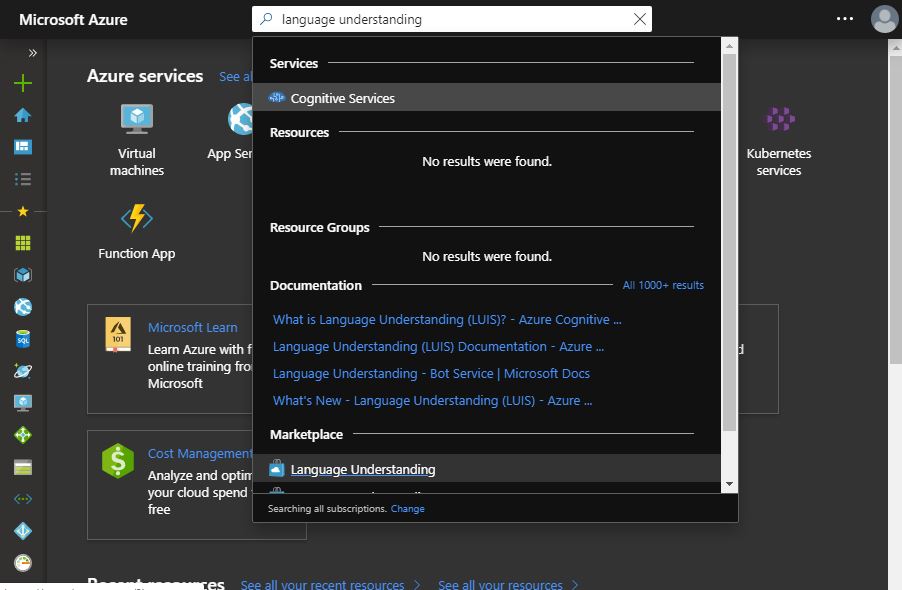 Microsoft Azure
language understanding
Azure services
Services
Cognitive Services
Resources
No results were found.
Resource Groups
No results were found.
Documentation
All 1000+ results
What is Language Understanding (LUIS)? - Azure Cognitive ...
Language Understanding (LUIS) Documentation - Azure ...
Language Understanding - Bot Service | Microsoft Docs
What's New - Language Understanding (LUIS) - Azure ...
Marketplace
Language Understanding
Searching all subscriptions. Change
See all
Virtual
machines
App Ser
Kubernetes
services
Function App
SQL
101
Microsoft Learn
Learn Azure with f
online training fro
Microsoft
d
$
Cost Management
Analyze and optim
your cloud spend
free
Recent resources
See all your recent resources >
See all your resources >